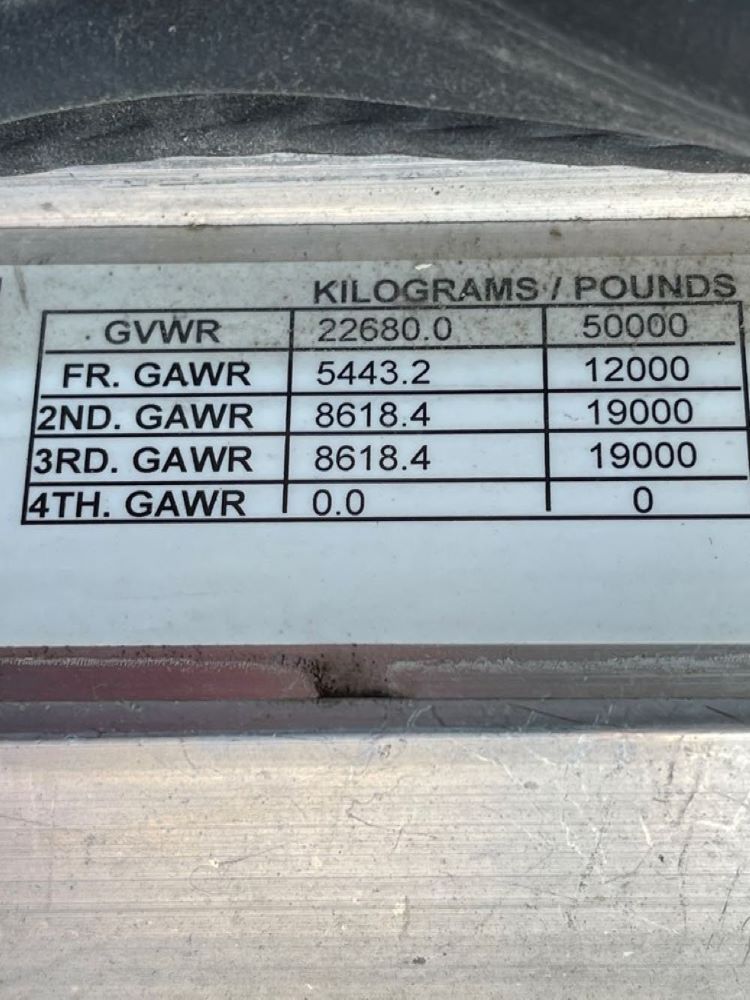 KILOGRAMS / POUNDS
GVWR 22680.0 50000
FR. GAWR 5443.2 12000
2ND. GAWR 8618.4 19000
3RD. GAWR 8618.4 19000
4TH. GAWR 0.0 0